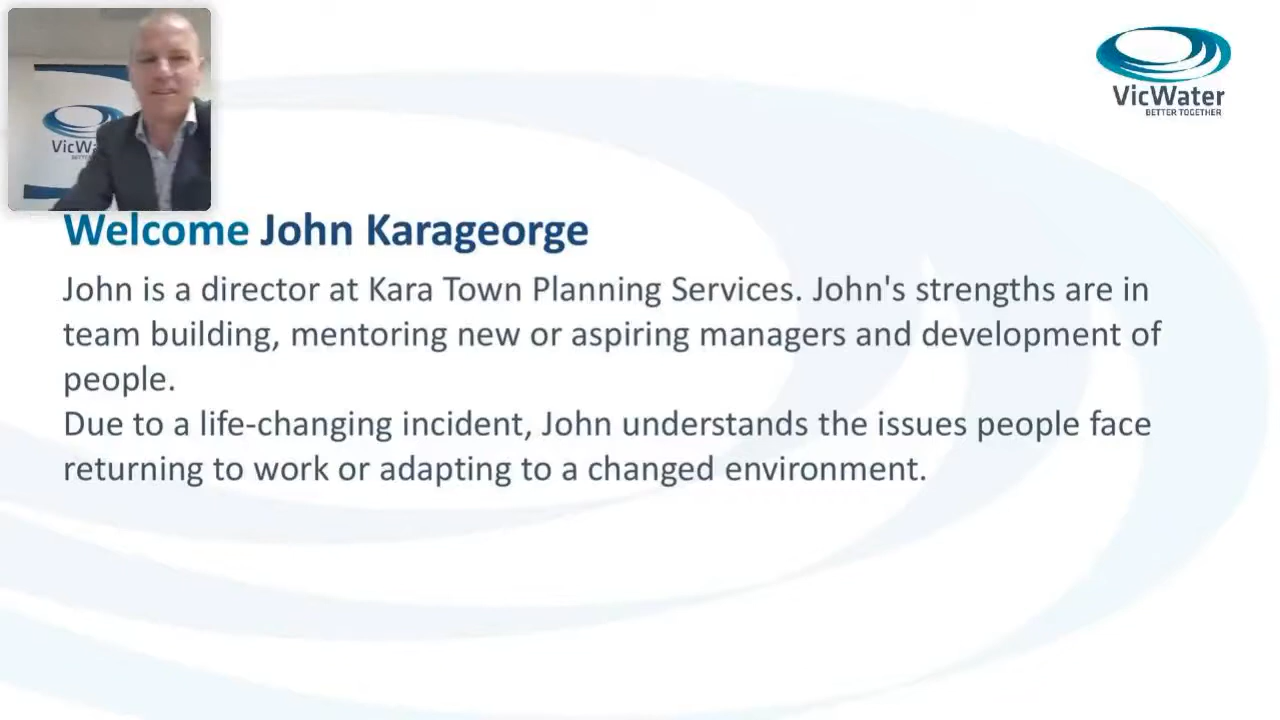 VicWater
BETTER TOGETHER
VicWa
BETTE
Welcome John Karageorge
John is a director at Kara Town Planning Services. John's strengths are in
team building, mentoring new or aspiring managers and development of
people.
Due to a life-changing incident, John understands the issues people face
returning to work or adapting to a changed environment.